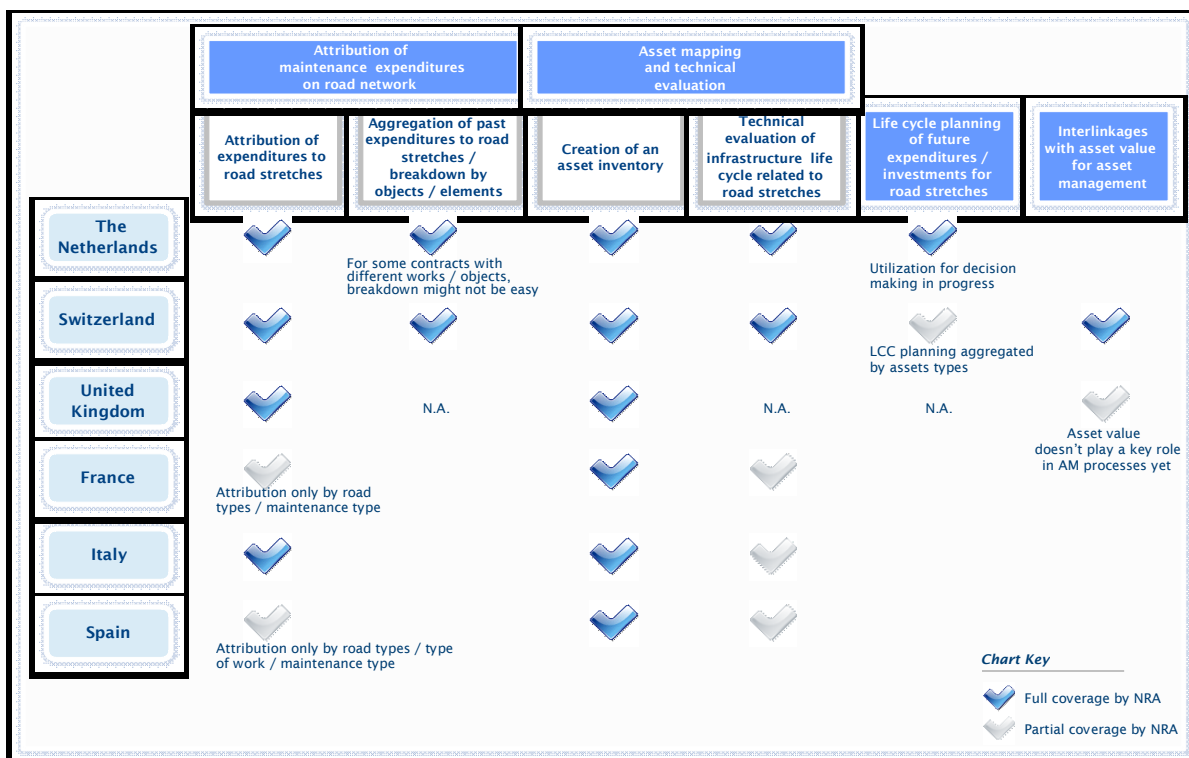 Attribution of
maintenance expenditures
on road network
Asset mapping
and technical
evaluation
Attribution of
expenditures to
road stretches
Aggregation of past
expenditures to road
stretches /
breakdown by
objects / elements
Creation of an
asset inventory
Technical
evaluation of
infrastructure life
cycle related to
road stretches
Life cycle planning
of future
expenditures /
investments for
road stretches
Interlinkages
with asset value
for asset
management
The
Netherlands
For some contracts with
different works / objects,
breakdown might not be easy
Utilization for decision
making in progress
Switzerland
LCC planning aggregated
by assets types
United
Kingdom
N.A.
N.A.
N.A.
Asset value
doesn't play a key role
in AM processes yet
France
Attribution only by road
types / maintenance type
Italy
Spain
Attribution only by road types / type
of work / maintenance type
Chart Key
Full coverage by NRA
Partial coverage by NRA